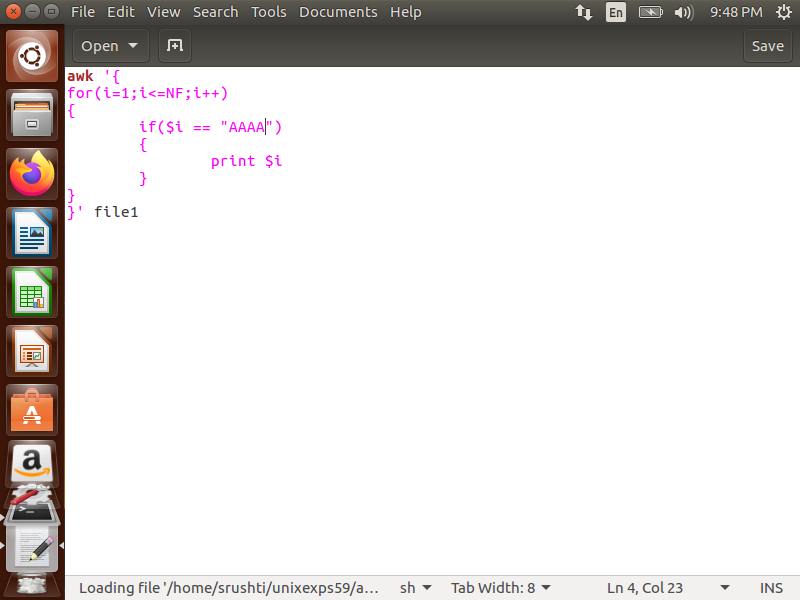 File Edit View Search Tools Documents Help En 9:48 PM
Open Save
awk '{
for(i=1;i<=NF;i++)
{
if($i == "AAAA")
{
print $i
}
}
}' file1
Loading file '/home/srushti/unixexps59/a... sh Tab Width: 8 Ln 4, Col 23 INS